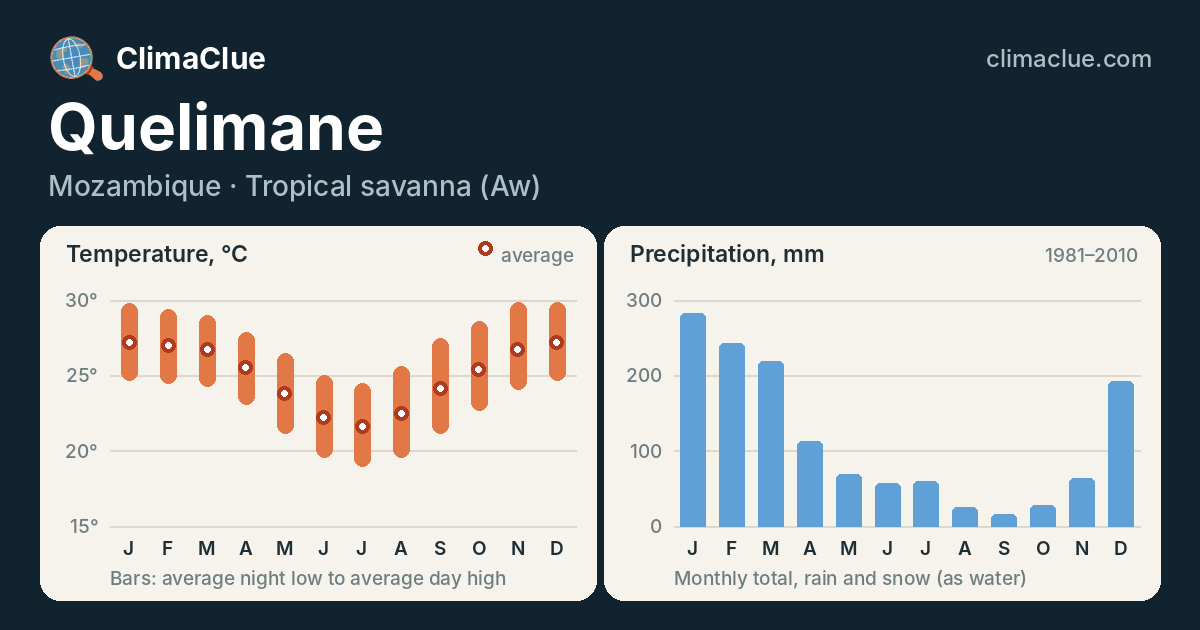 ClimaClue
climaclue.com
Quelimane
Mozambique · Tropical savanna (Aw)
Temperature, °C
average
30°
25°
20°
15°
J F M A M J J A S O N D
Bars: average night low to average day high
Precipitation, mm
1981–2010
300
200
100
0
J F M A M J J A S O N D
Monthly total, rain and snow (as water)